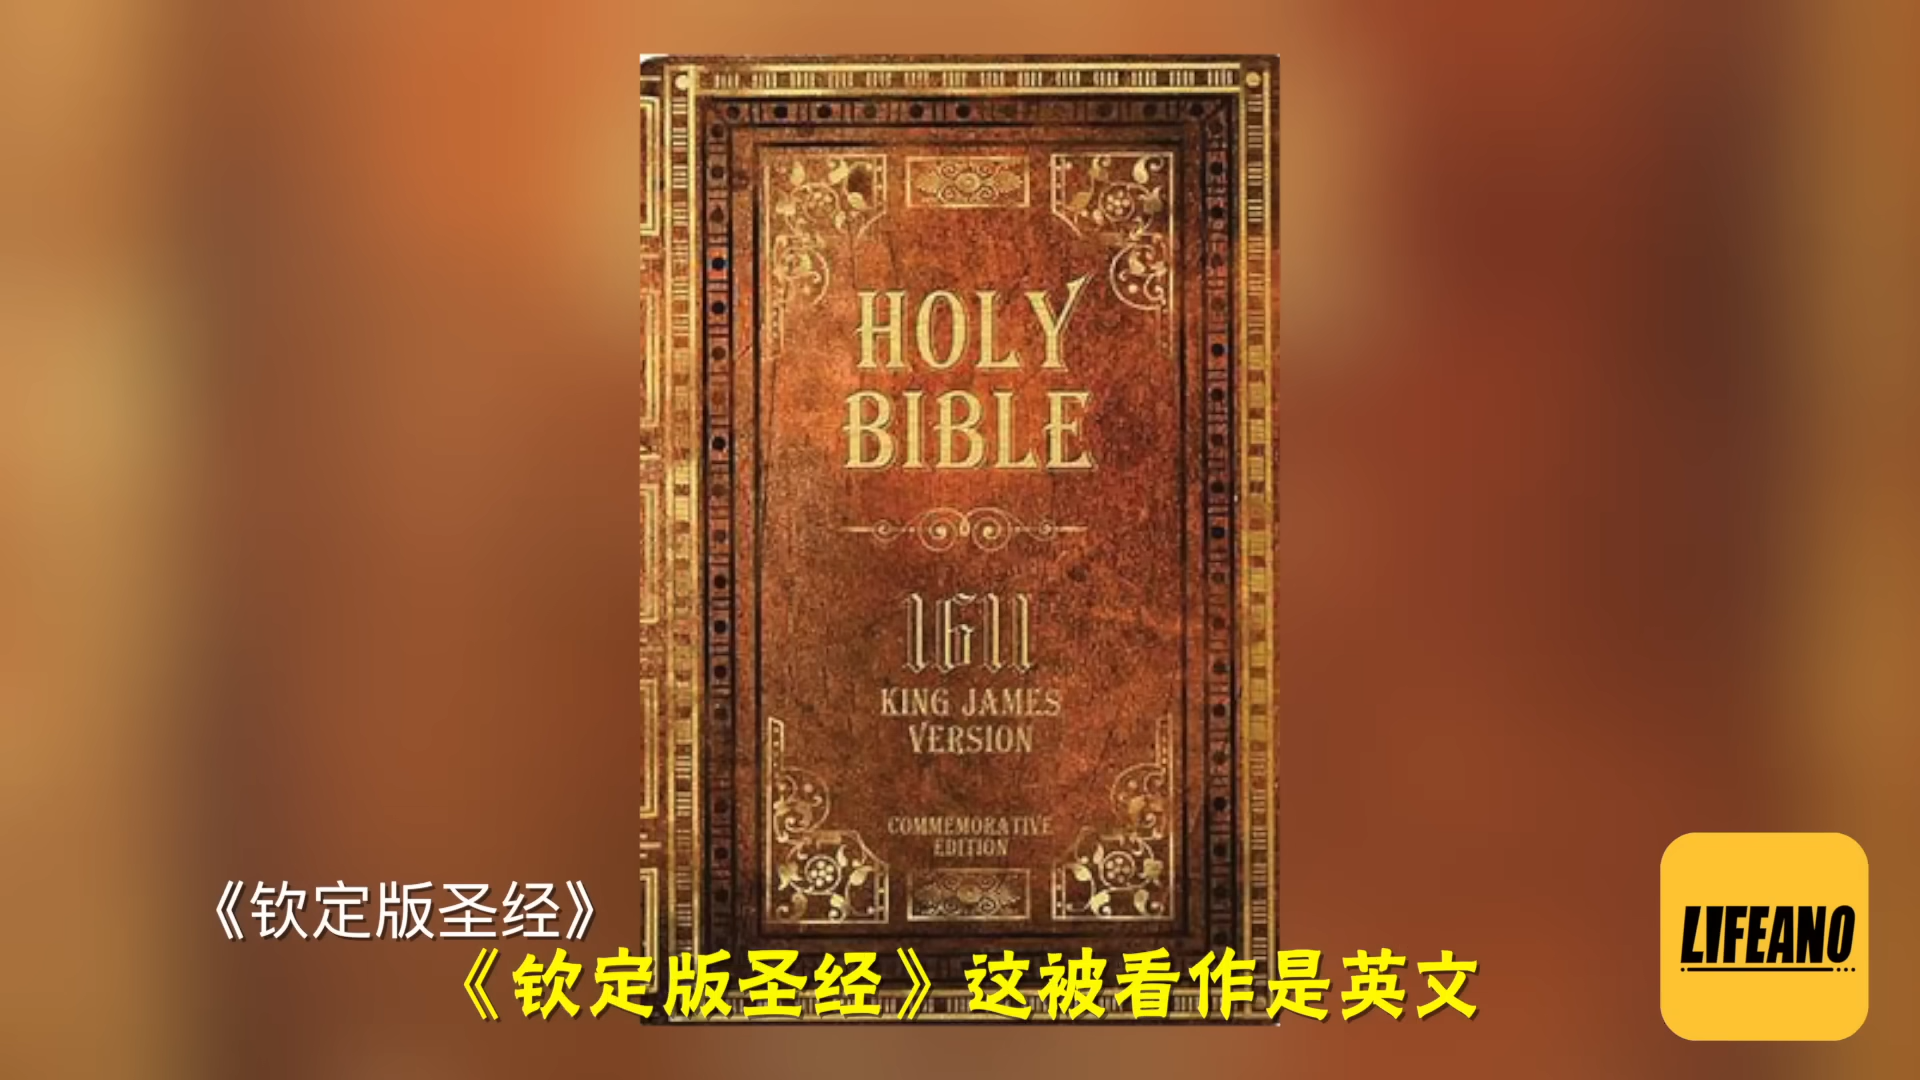 HOLY
BIBLE
1611
KING JAMES
VERSION
COMMEMORATIVE
EDITION
《钦定版圣经》
《钦定版圣经》这被看作是英文
LIFEANO